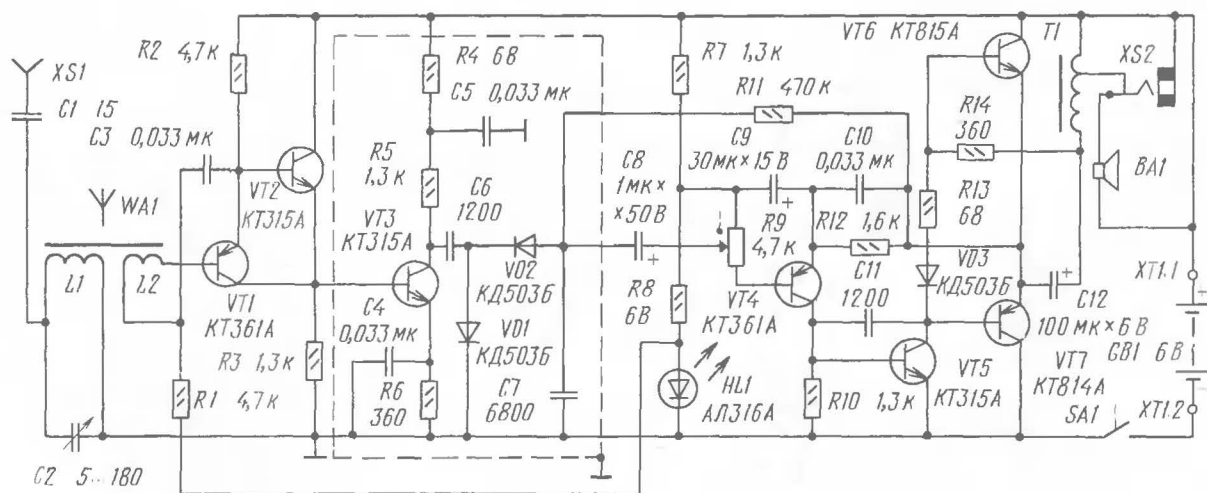 XS1
C1 15
C3 0,033 мк
R2 4,7 к
WA1
L1
L2
VT2
КТ315А
VT1
КТ361А
R3 1,3 к
R1 4,7 к
C2 5...180
R4 68
C5 0,033 мк
R5
1,3 к
C6
1200
VT3
КТ315А
C4
0,033 мк
R6
360
VD2
КД503Б
VD1
КД503Б
C7
6800
R7 1,3 к
R11 470 к
C8
1мк×
×50 В
C9
30мк×15 В
C10
0,033 мк
R9
4,7 к
R12 1,6 к
R8
6В
VT4
КТ361А
C11
1200
HL1
АЛ316А
R10 1,3 к
VT5
КТ315А
VT6 КТ815А
R14
360
R13
68
VD3
КД503Б
T1
XS2
BA1
+ C12
100 мк×6 В
VT7
КТ814А
XT1.1
+
GB1 6 В
XT1.2
SA1